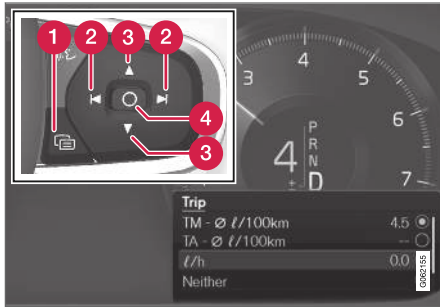 1
2
3
2
4
3
3
4
5
6
7
4
P
R
N
± D
Trip
TM - Ø ℓ/100km 4.5
TA - Ø ℓ/100km --
ℓ/h 0.0
Neither
G062155